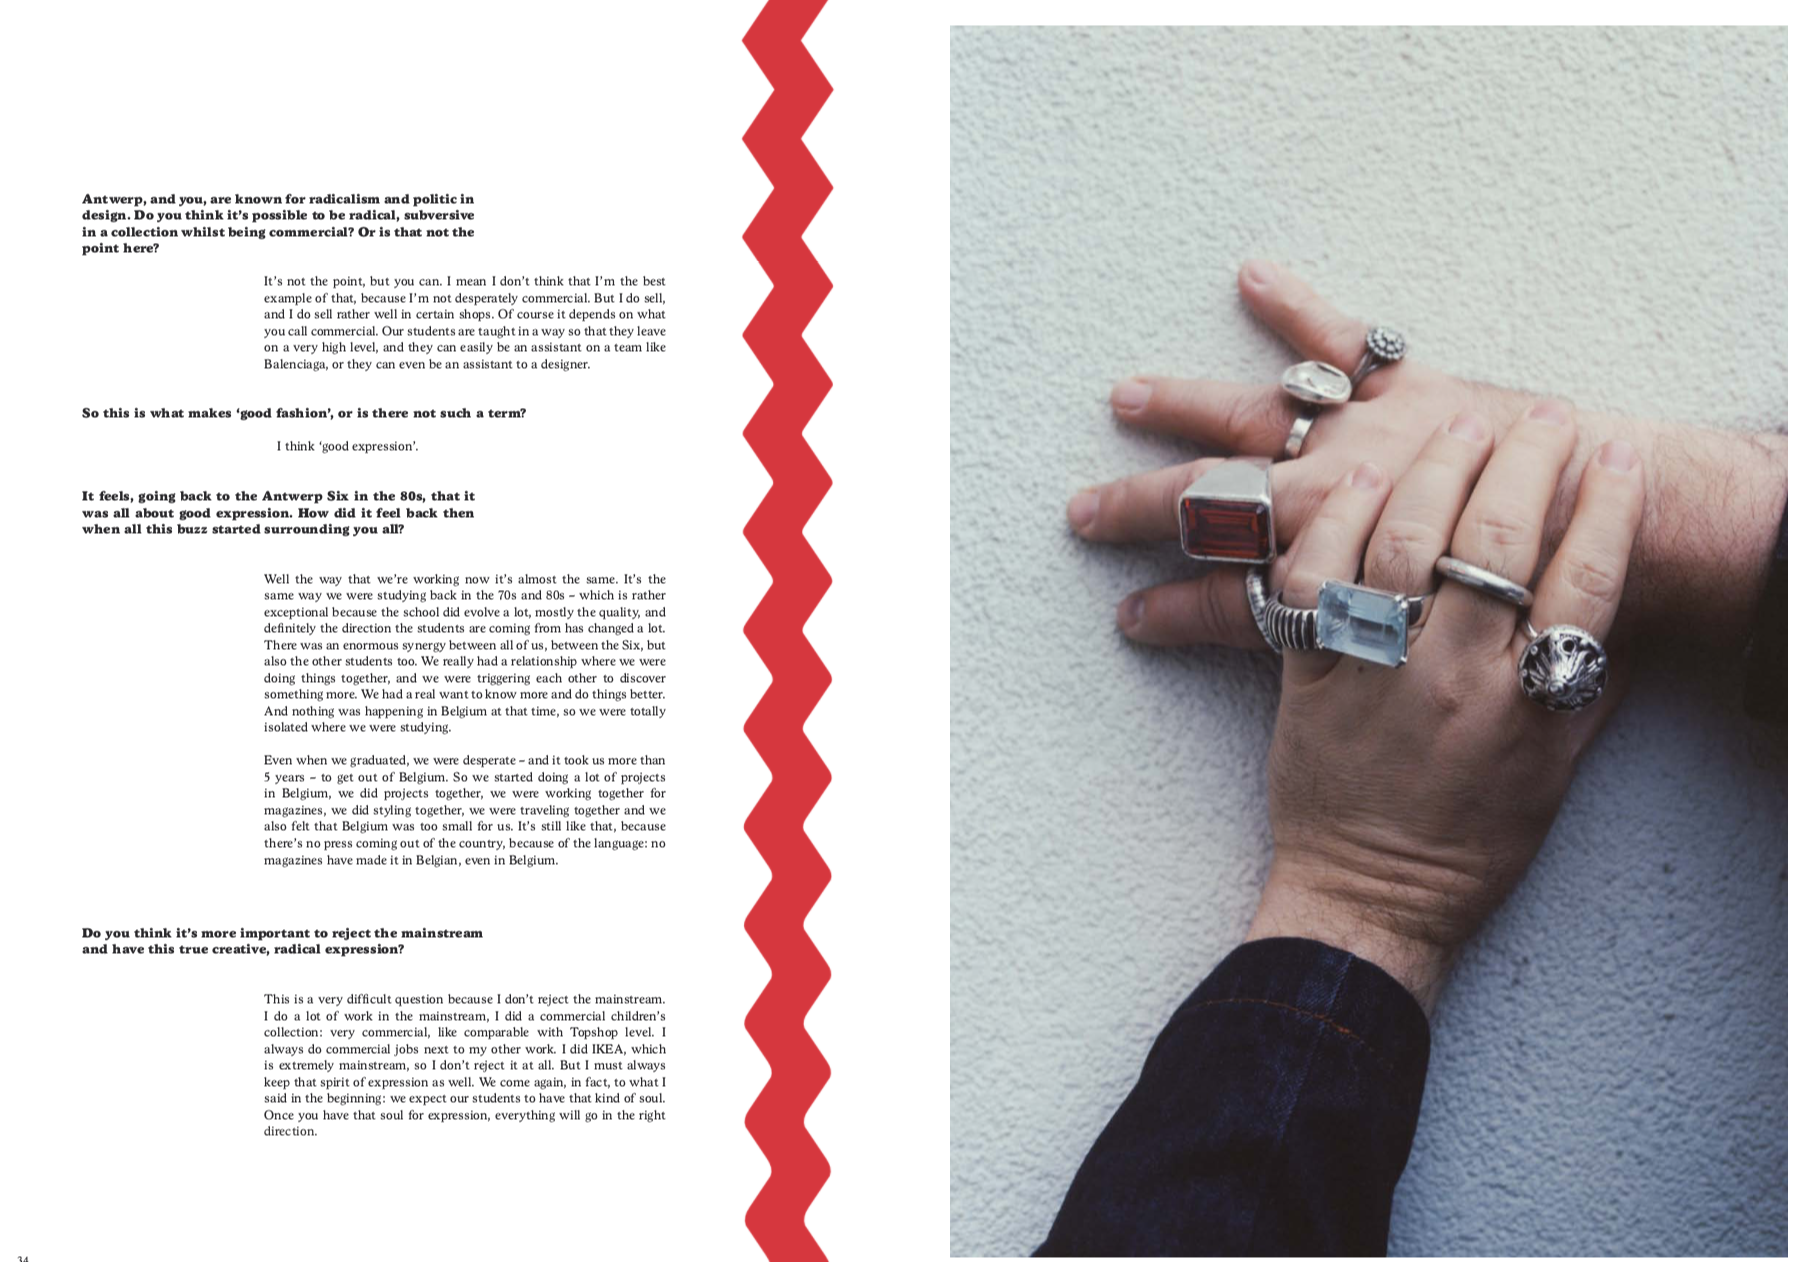 Antwerp, and you, are known for radicalism and politic in
design. Do you think it’s possible to be radical, subversive
in a collection whilst being commercial? Or is that not the
point here?
It’s not the point, but you can. I mean I don’t think that I’m the best
example of that, because I’m not desperately commercial. But I do sell,
and I do sell rather well in certain shops. Of course it depends on what
you call commercial. Our students are taught in a way so that they leave
on a very high level, and they can easily be an assistant on a team like
Balenciaga, or they can even be an assistant to a designer.
So this is what makes ‘good fashion’, or is there not such a term?
I think ‘good expression’.
It feels, going back to the Antwerp Six in the 80s, that it
was all about good expression. How did it feel back then
when all this buzz started surrounding you all?
Well the way that we’re working now it’s almost the same. It’s the
same way we were studying back in the 70s and 80s – which is rather
exceptional because the school did evolve a lot, mostly the quality, and
definitely the direction the students are coming from has changed a lot.
There was an enormous synergy between all of us, between the Six, but
also the other students too. We really had a relationship where we were
doing things together, and we were triggering each other to discover
something more. We had a real want to know more and do things better.
And nothing was happening in Belgium at that time, so we were totally
isolated where we were studying.
Even when we graduated, we were desperate – and it took us more than
5 years – to get out of Belgium. So we started doing a lot of projects
in Belgium, we did projects together, we were working together for
magazines, we did styling together, we were traveling together and we
also felt that Belgium was too small for us. It’s still like that, because
there’s no press coming out of the country, because of the language: no
magazines have made it in Belgian, even in Belgium.
Do you think it’s more important to reject the mainstream
and have this true creative, radical expression?
This is a very difficult question because I don’t reject the mainstream.
I do a lot of work in the mainstream, I did a commercial children’s
collection: very commercial, like comparable with Topshop level. I
always do commercial jobs next to my other work. I did IKEA, which
is extremely mainstream, so I don’t reject it at all. But I must always
keep that spirit of expression as well. We come again, in fact, to what I
said in the beginning: we expect our students to have that kind of soul.
Once you have that soul for expression, everything will go in the right
direction.
34